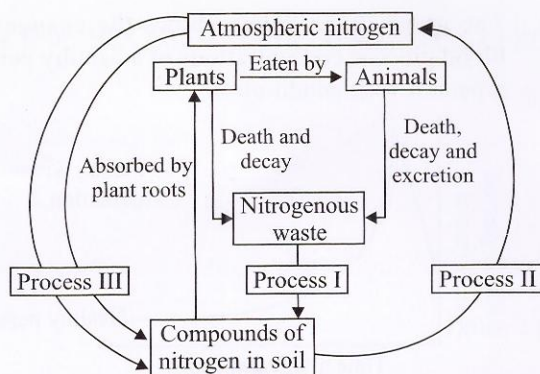 Atmospheric nitrogen
Plants
Eaten by
Animals
Absorbed by
plant roots
Death and
decay
Death,
decay and
excretion
Nitrogenous
waste
Process III
Process I
Process II
Compounds of
nitrogen in soil